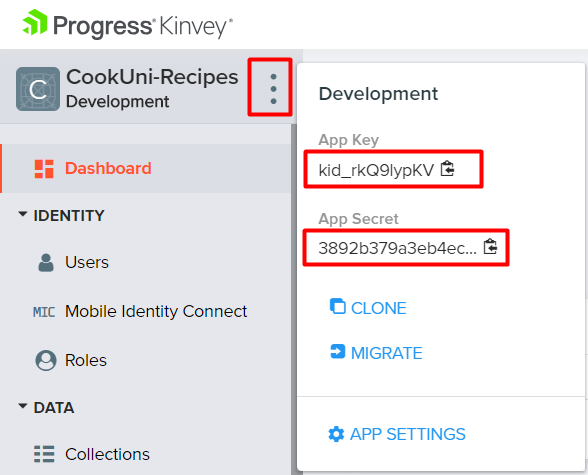 Progress Kinvey
C
CookUni-Recipes
Development
Dashboard
IDENTITY
Users
MIC Mobile Identity Connect
Roles
DATA
Collections
Development
App Key
kid_rkQ9lypKV
App Secret
3892b379a3eb4ec...
CLONE
MIGRATE
APP SETTINGS